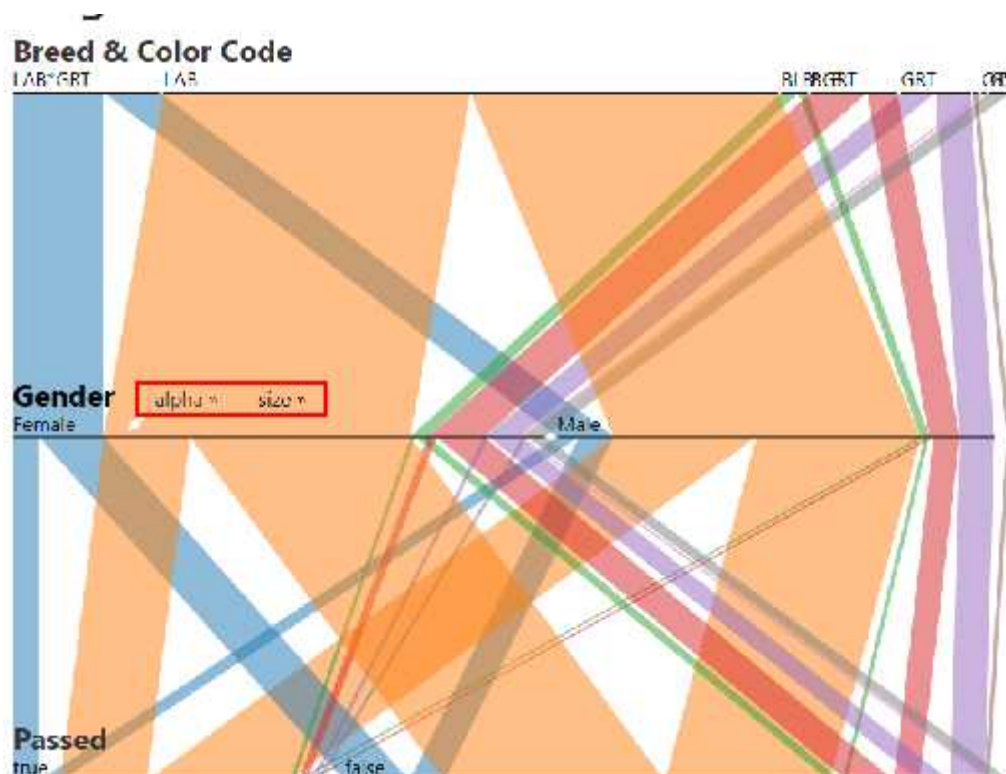 Breed & Color Code
LAB*GRT LAB GRT
Gender alpha » size »
Female Male
Passed
true false